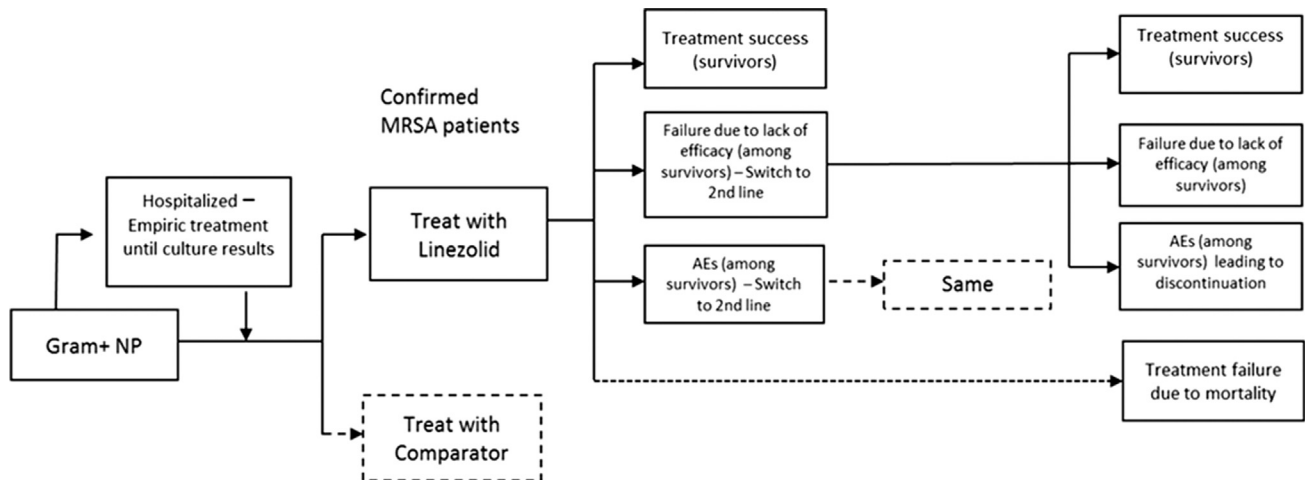 Gram+ NP
Hospitalized –
Empiric treatment
until culture results
Confirmed
MRSA patients
Treat with
Linezolid
Treat with
Comparator
Treatment success
(survivors)
Failure due to lack of
efficacy (among
survivors) – Switch to
2nd line
AEs (among
survivors) – Switch
to 2nd line
Same
Treatment success
(survivors)
Failure due to lack of
efficacy (among
survivors)
AEs (among
survivors) leading to
discontinuation
Treatment failure
due to mortality